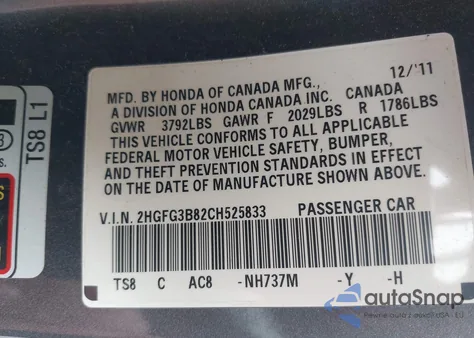 MFD. BY HONDA OF CANADA MFG., 12/'11
A DIVISION OF HONDA CANADA INC. CANADA
GVWR 3792LBS GAWR F 2029LBS R 1786LBS
THIS VEHICLE CONFORMS TO ALL APPLICABLE
FEDERAL MOTOR VEHICLE SAFETY, BUMPER,
AND THEFT PREVENTION STANDARDS IN EFFECT
ON THE DATE OF MANUFACTURE SHOWN ABOVE.
V.I.N. 2HGFG3B82CH525833 PASSENGER CAR
TS8 C AC8 -NH737M -Y -H
TS8 L1
autoSnap